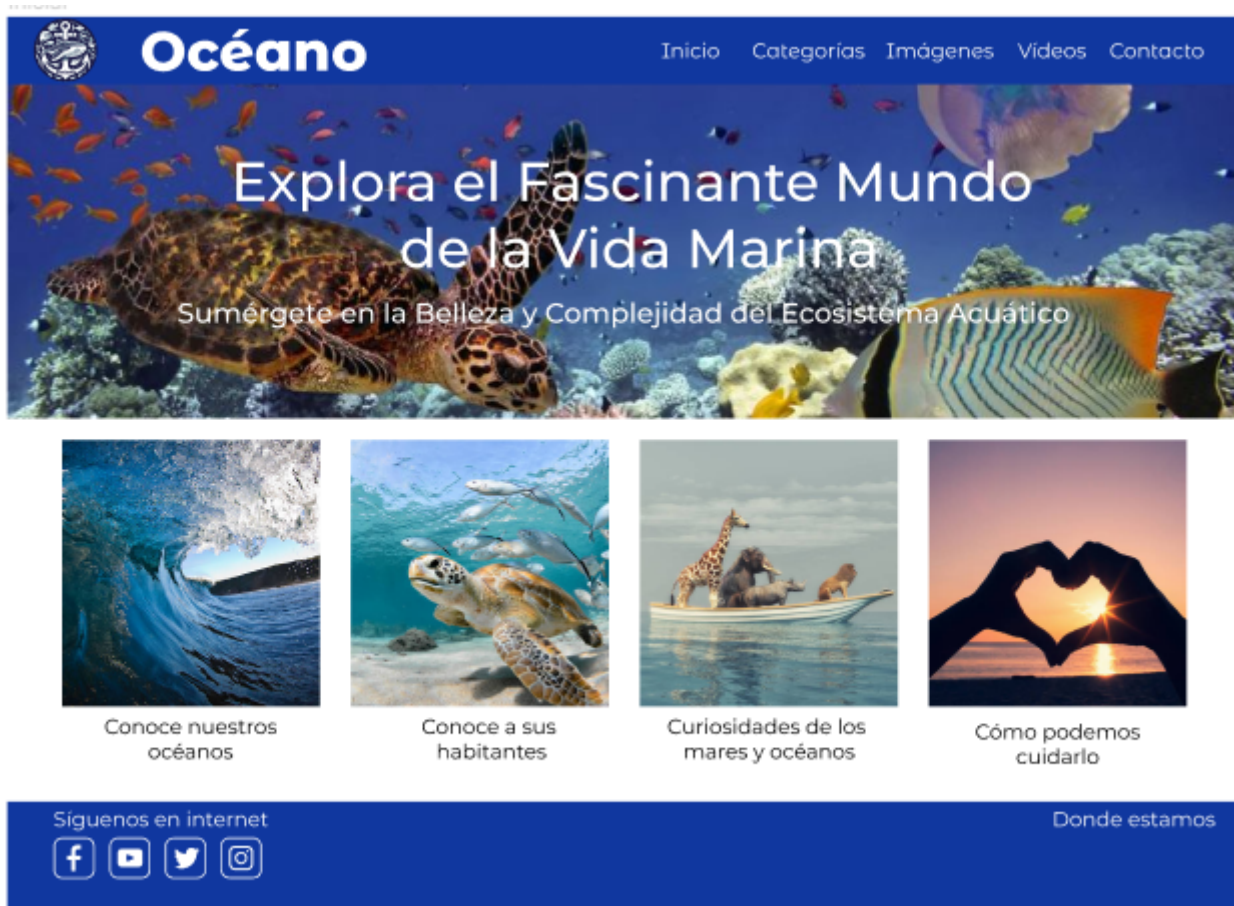 Océano
Inicio Categorías Imágenes Vídeos Contacto
Explora el Fascinante Mundo
de la Vida Marina
Sumérgete en la Belleza y Complejidad del Ecosistema Acuático
Conoce nuestros
océanos
Conoce a sus
habitantes
Curiosidades de los
mares y océanos
Cómo podemos
cuidarlo
Síguenos en internet
Donde estamos